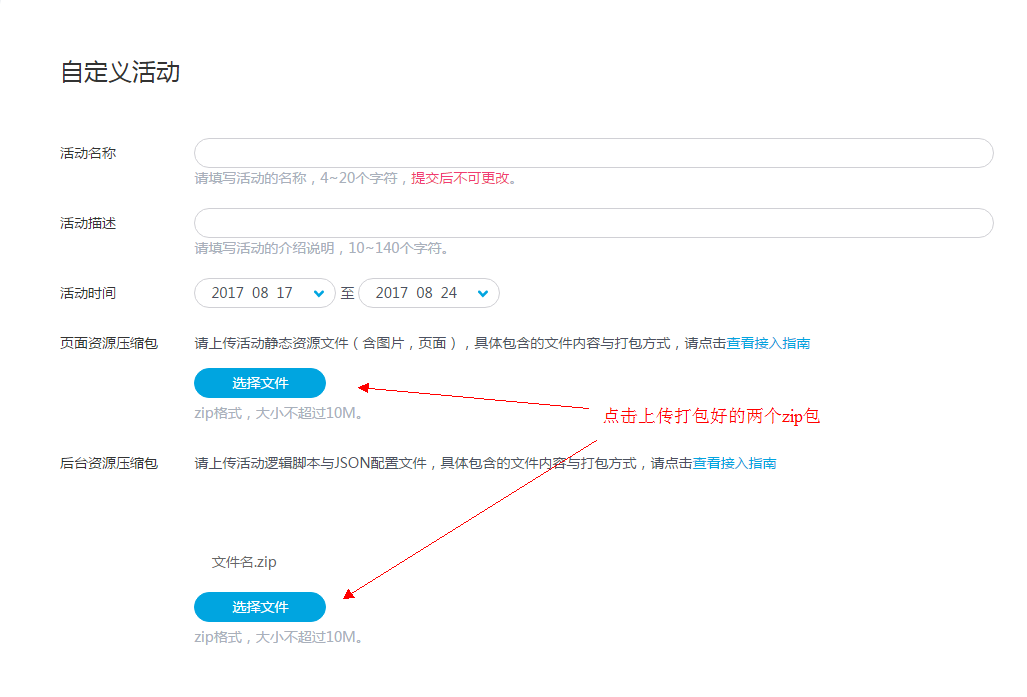 自定义活动
活动名称
请填写活动的名称，4~20个字符，提交后不可更改。
活动描述
请填写活动的介绍说明，10~140个字符。
活动时间 2017 08 17 至 2017 08 24
页面资源压缩包 请上传活动静态资源文件（含图片，页面），具体包含的文件内容与打包方式，请点击查看接入指南
选择文件
zip格式，大小不超过10M。
点击上传打包好的两个zip包
后台资源压缩包 请上传活动逻辑脚本与JSON配置文件，具体包含的文件内容与打包方式，请点击查看接入指南
文件名.zip
选择文件
zip格式，大小不超过10M。